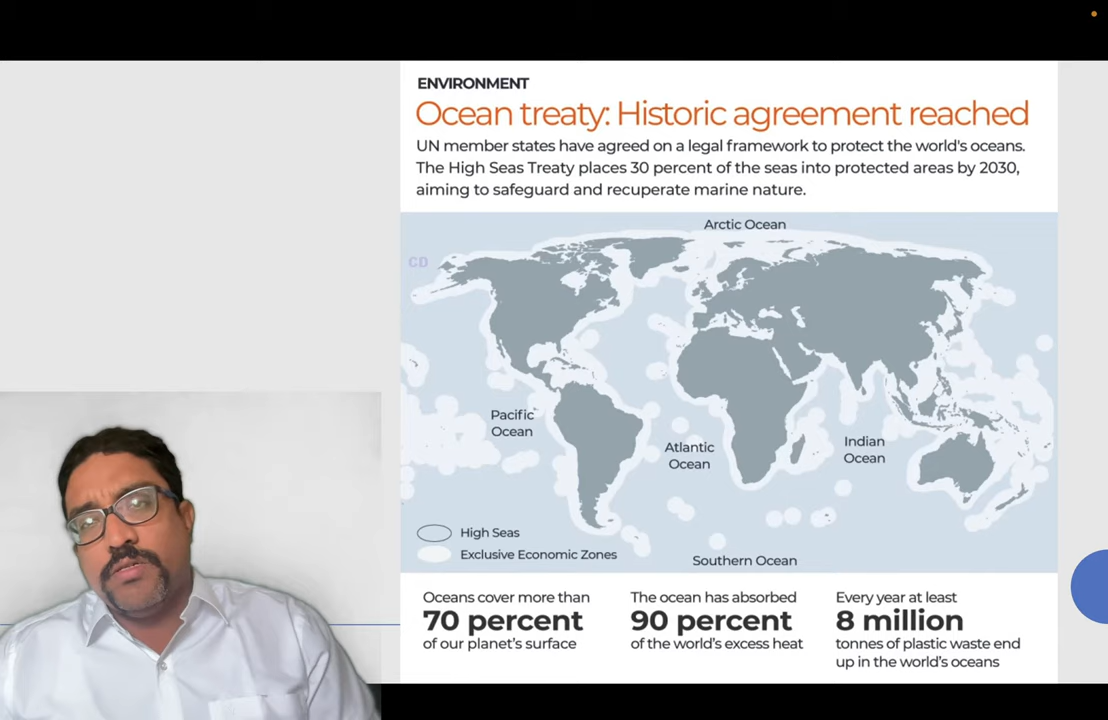 ENVIRONMENT
Ocean treaty: Historic agreement reached
UN member states have agreed on a legal framework to protect the world's oceans.
The High Seas Treaty places 30 percent of the seas into protected areas by 2030,
aiming to safeguard and recuperate marine nature.
Arctic Ocean
CD
Pacific
Ocean
Atlantic
Ocean
Indian
Ocean
High Seas
Exclusive Economic Zones
Southern Ocean
Oceans cover more than
70 percent
of our planet's surface
The ocean has absorbed
90 percent
of the world's excess heat
Every year at least
8 million
tonnes of plastic waste end
up in the world's oceans